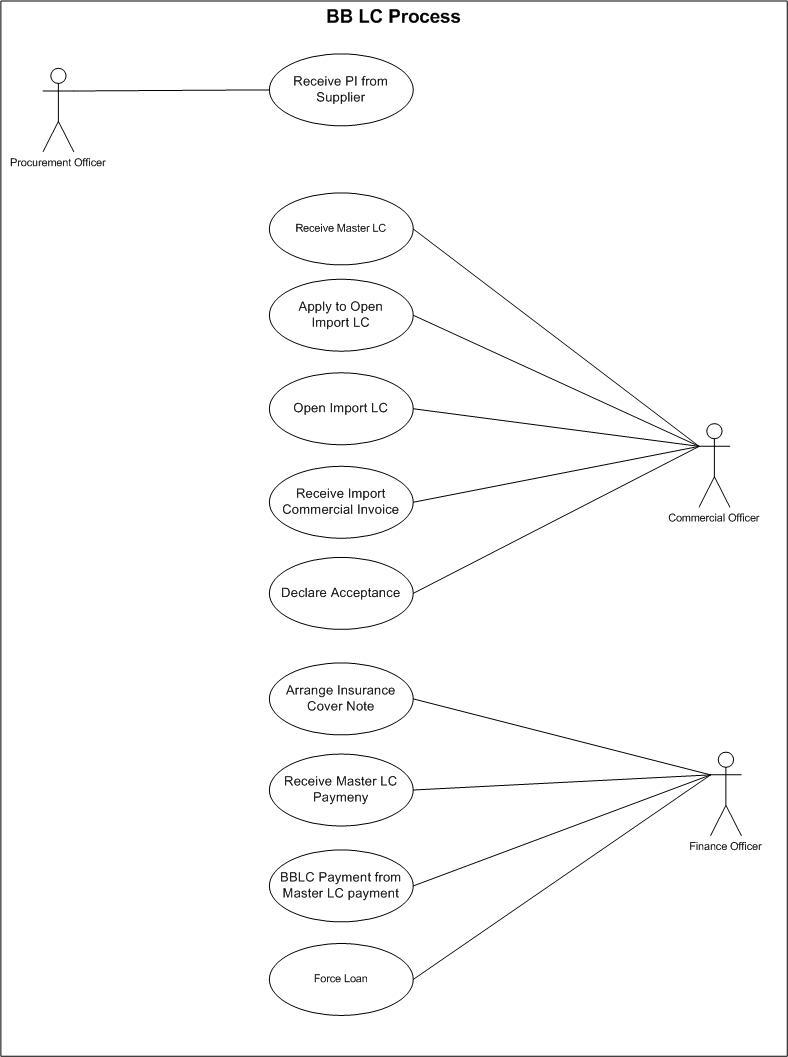 BB LC Process
Receive PI from
Supplier
Procurement Officer
Receive Master LC
Apply to Open
Import LC
Open Import LC
Receive Import
Commercial Invoice
Commercial Officer
Declare Acceptance
Arrange Insurance
Cover Note
Receive Master LC
Paymeny
Finance Officer
BBLC Payment from
Master LC payment
Force Loan